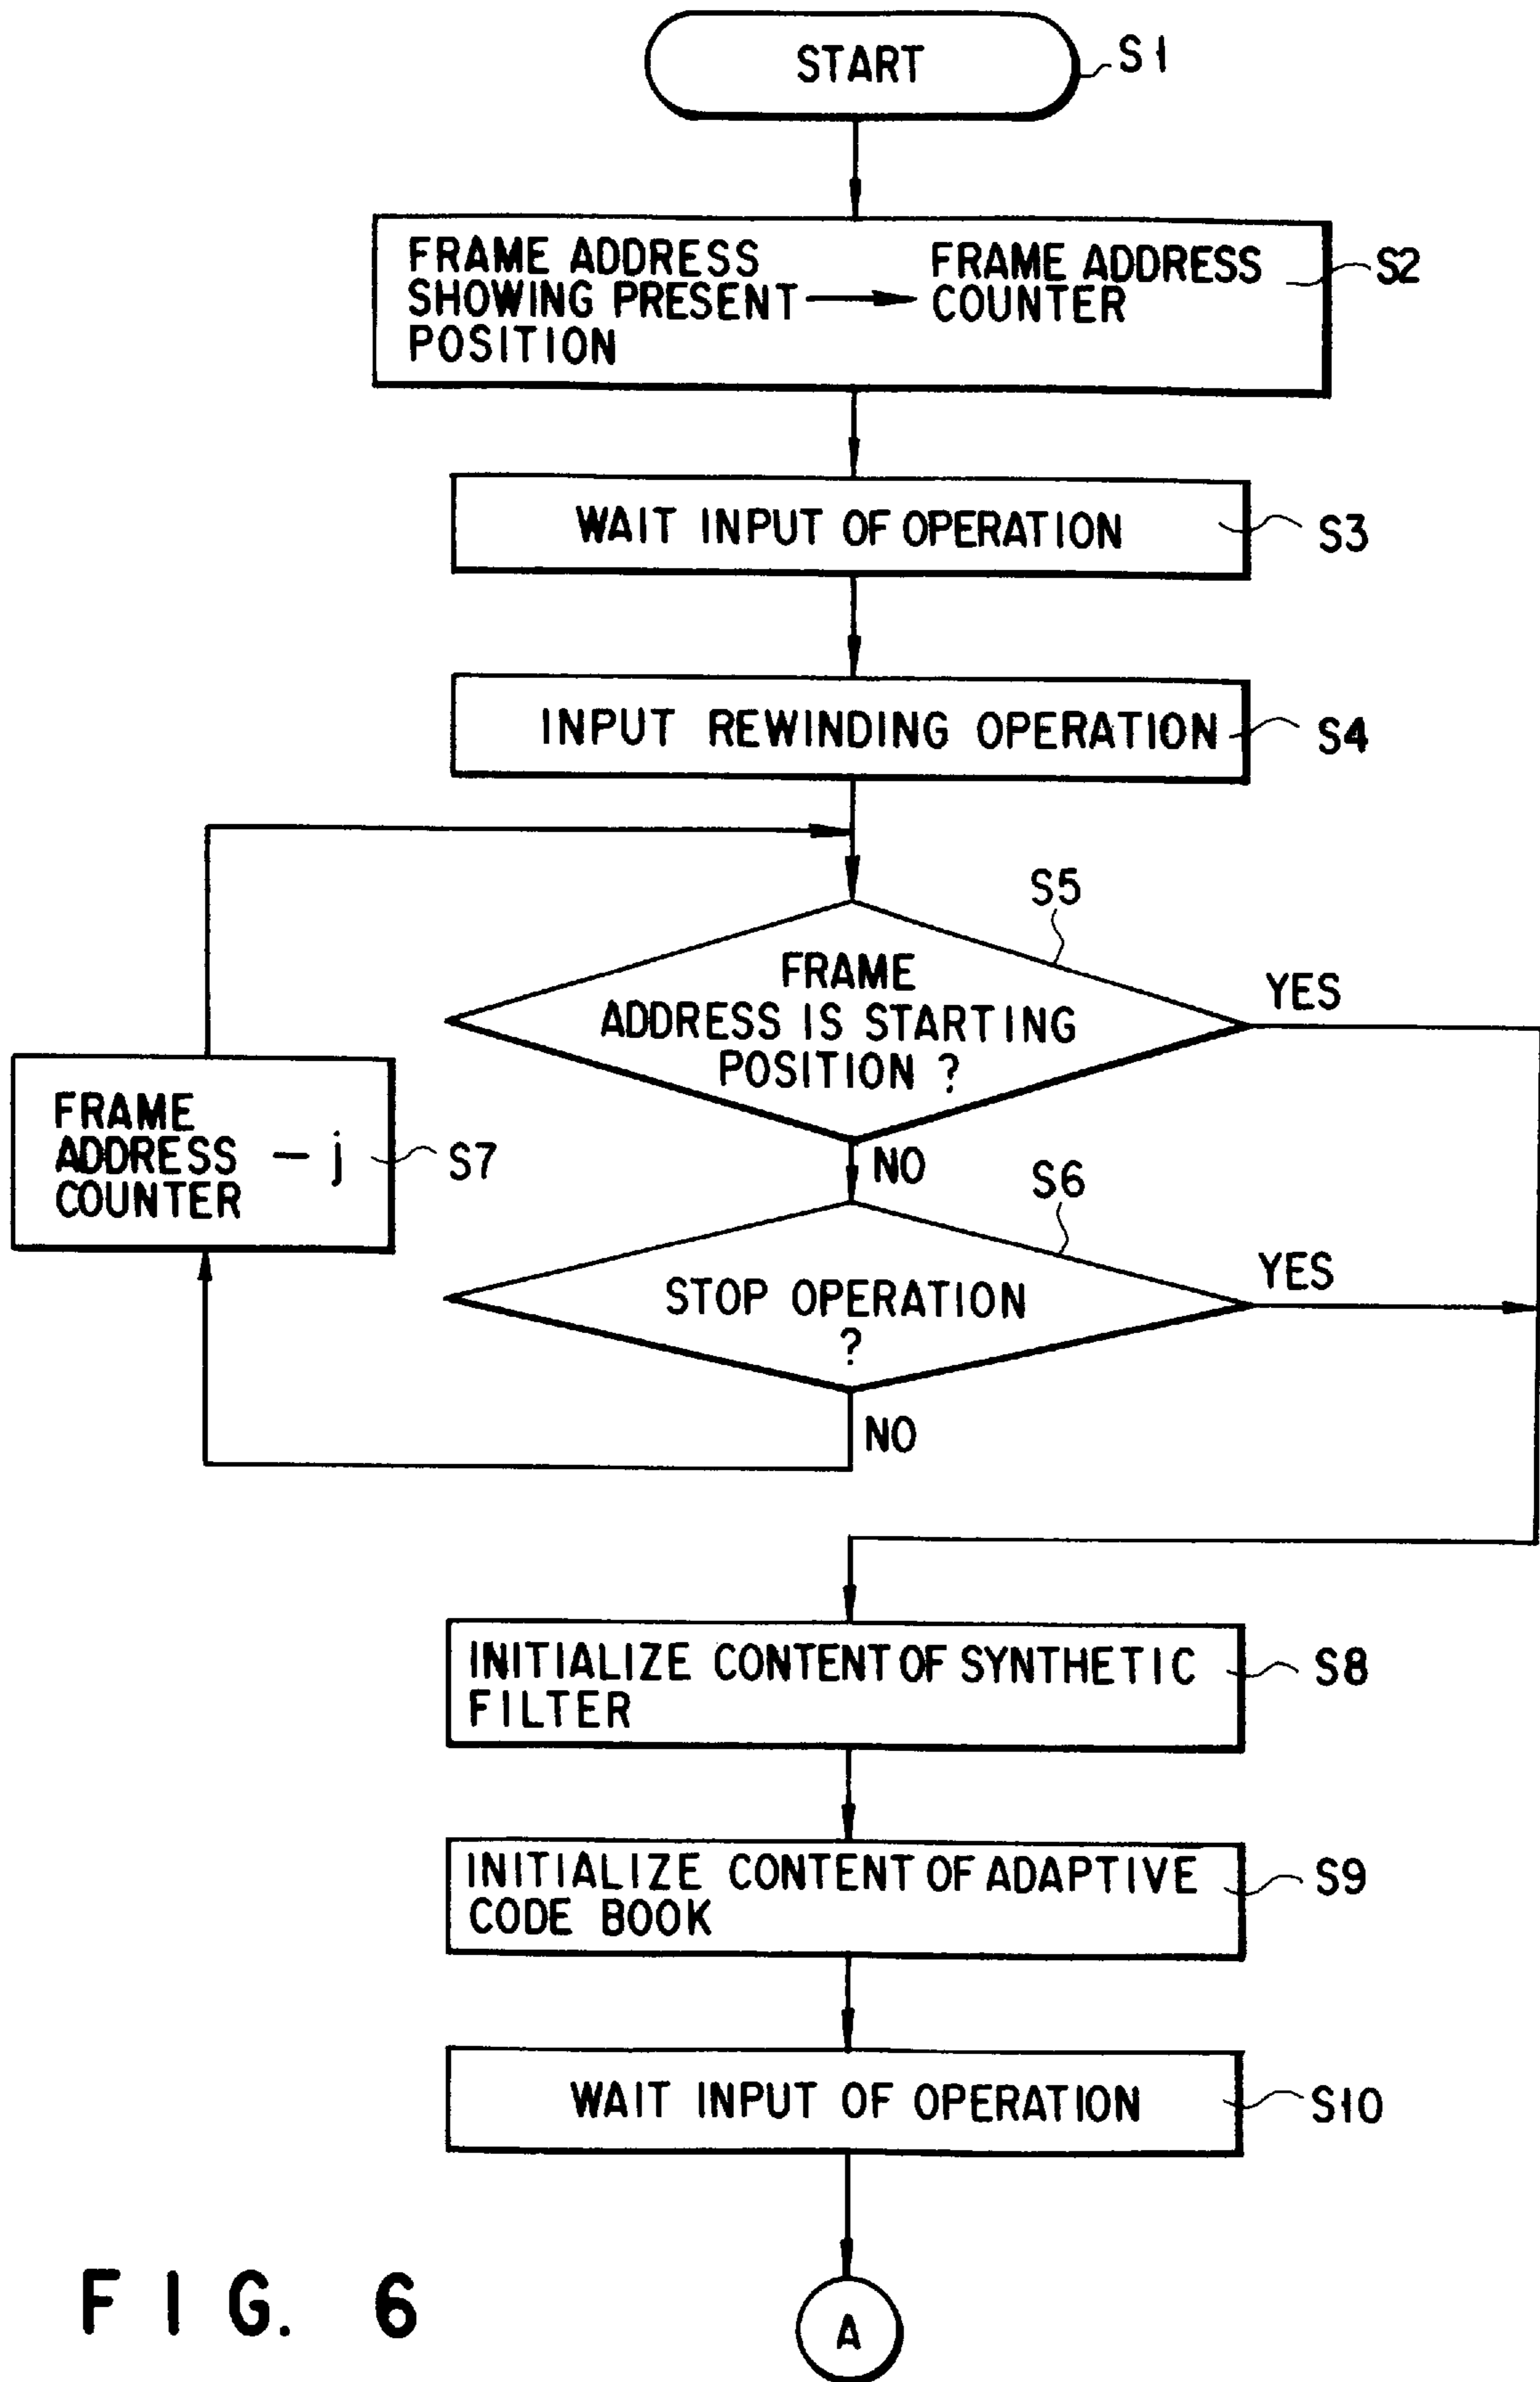 START
S1
FRAME ADDRESS
SHOWING PRESENT
POSITION
FRAME ADDRESS
COUNTER
S2
WAIT INPUT OF OPERATION
S3
INPUT REWINDING OPERATION
S4
S5
FRAME
ADDRESS IS STARTING
POSITION ?
YES
NO
FRAME
ADDRESS - j
COUNTER
S7
S6
STOP OPERATION
?
YES
NO
INITIALIZE CONTENT OF SYNTHETIC
FILTER
S8
INITIALIZE CONTENT OF ADAPTIVE
CODE BOOK
S9
WAIT INPUT OF OPERATION
S10
A
FIG. 6